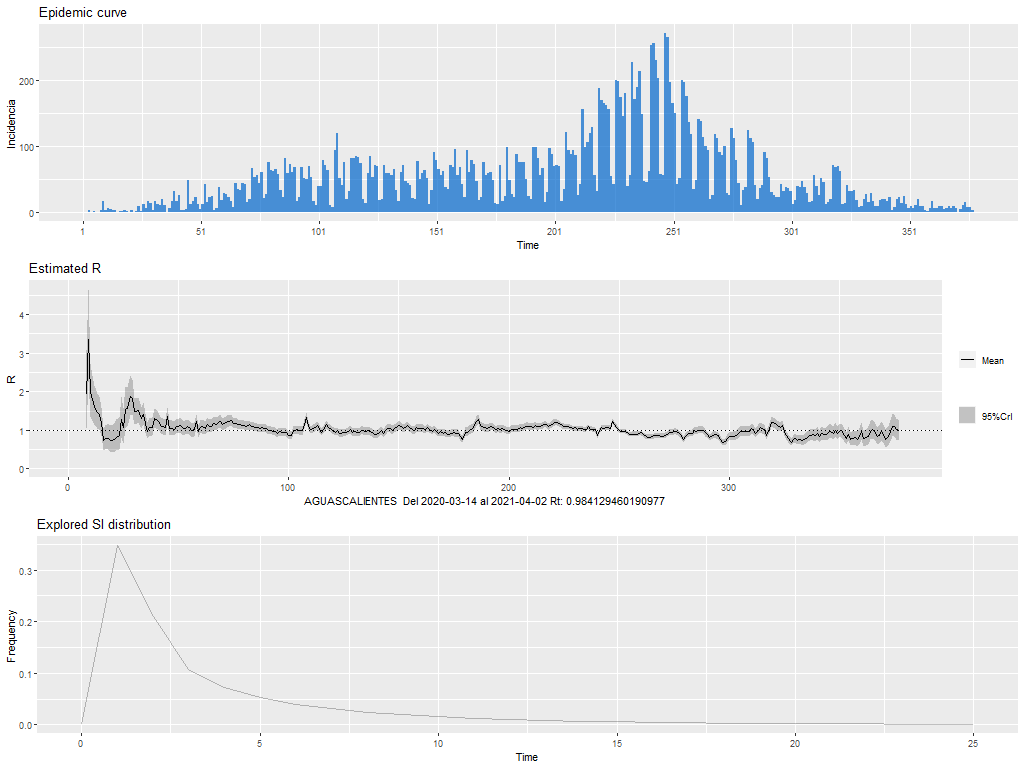 Epidemic curve
Incidencia
200
100
0
1
51
101
151
201
251
301
351
Time
Estimated R
R
4
3
2
1
0
0
100
200
300
AGUASCALIENTES Del 2020-03-14 al 2021-04-02 Rt: 0.984129460190977
Mean
95%CrI
Explored SI distribution
Frequency
0.3
0.2
0.1
0.0
0
5
10
15
20
25
Time